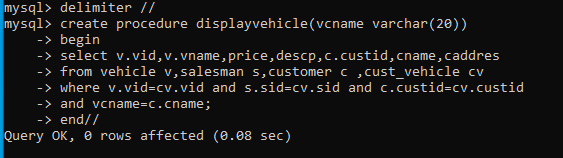 mysql> delimiter //
mysql> create procedure displayvehicle(vcname varchar(20))
    -> begin
    -> select v.vid,v.vname,price,descp,c.custid,cname,caddres
    -> from vehicle v,salesman s,customer c ,cust_vehicle cv
    -> where v.vid=cv.vid and s.sid=cv.sid and c.custid=cv.custid
    -> and vcname=c.cname;
    -> end//
Query OK, 0 rows affected (0.08 sec)